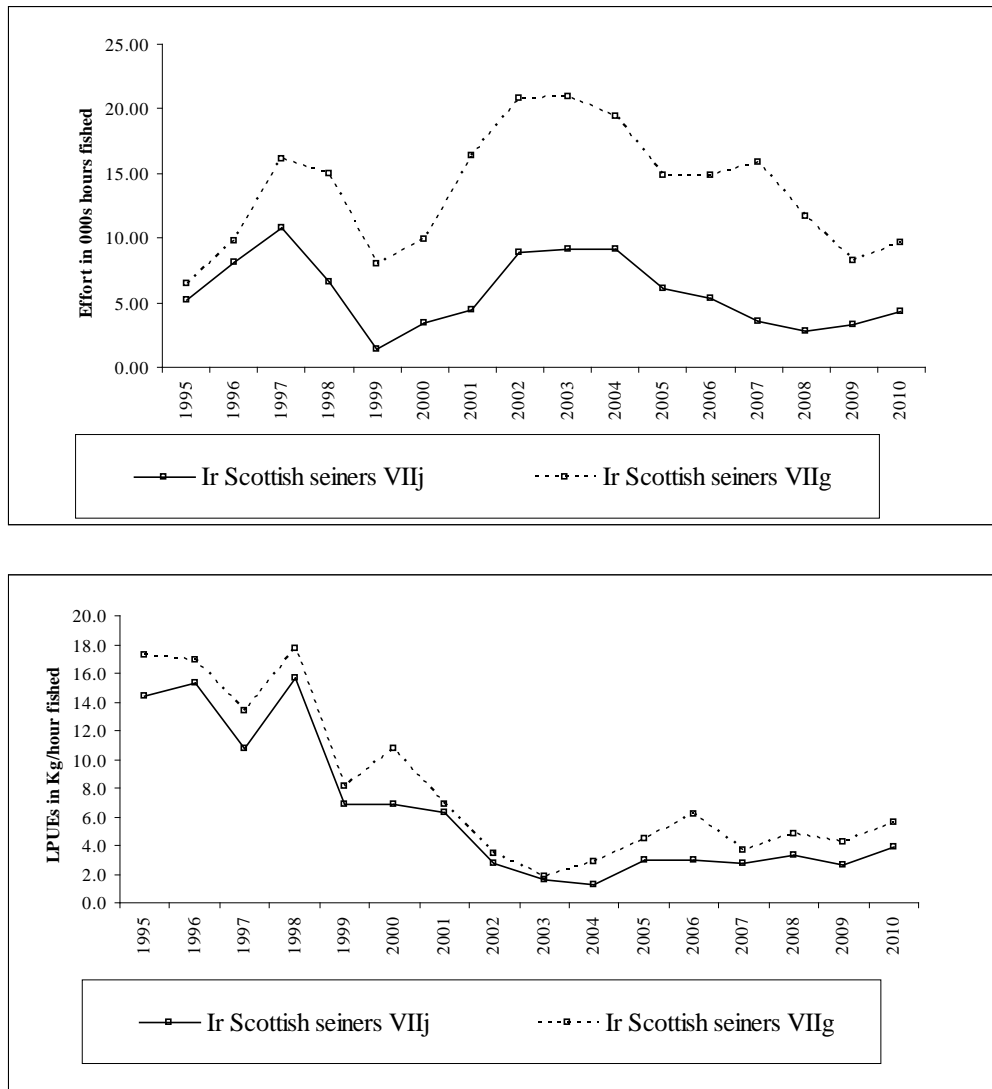 25.00
20.00
15.00
10.00
5.00
0.00
Effort in 000s hours fished
1995 1996 1997 1998 1999 2000 2001 2002 2003 2004 2005 2006 2007 2008 2009 2010
Ir Scottish seiners VIIj Ir Scottish seiners VIIg
20.0
18.0
16.0
14.0
12.0
10.0
8.0
6.0
4.0
2.0
0.0
LPUEs in Kg/hour fished
1995 1996 1997 1998 1999 2000 2001 2002 2003 2004 2005 2006 2007 2008 2009 2010
Ir Scottish seiners VIIj Ir Scottish seiners VIIg